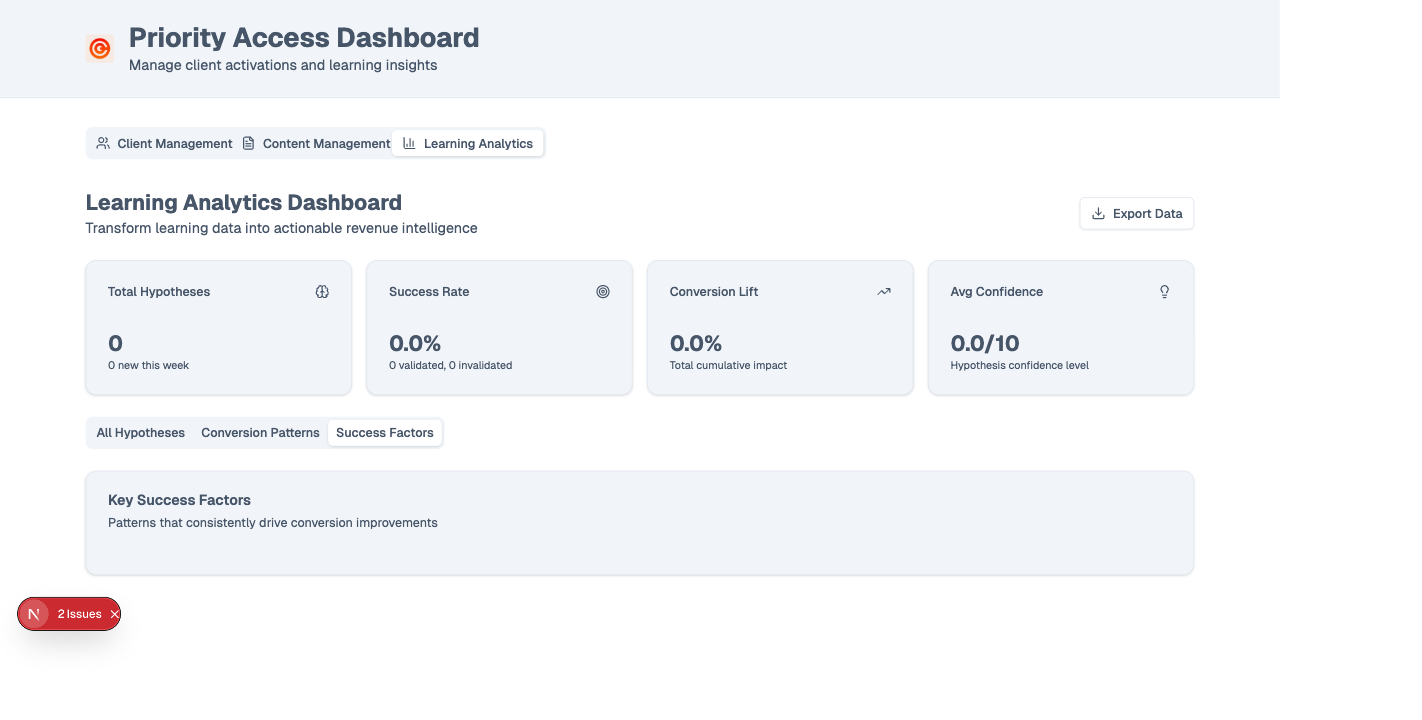 Priority Access Dashboard
Manage client activations and learning insights
Client Management Content Management Learning Analytics
Learning Analytics Dashboard
Transform learning data into actionable revenue intelligence
Export Data
Total Hypotheses
0
0 new this week
Success Rate
0.0%
0 validated, 0 invalidated
Conversion Lift
0.0%
Total cumulative impact
Avg Confidence
0.0/10
Hypothesis confidence level
All Hypotheses Conversion Patterns Success Factors
Key Success Factors
Patterns that consistently drive conversion improvements
N 2 Issues